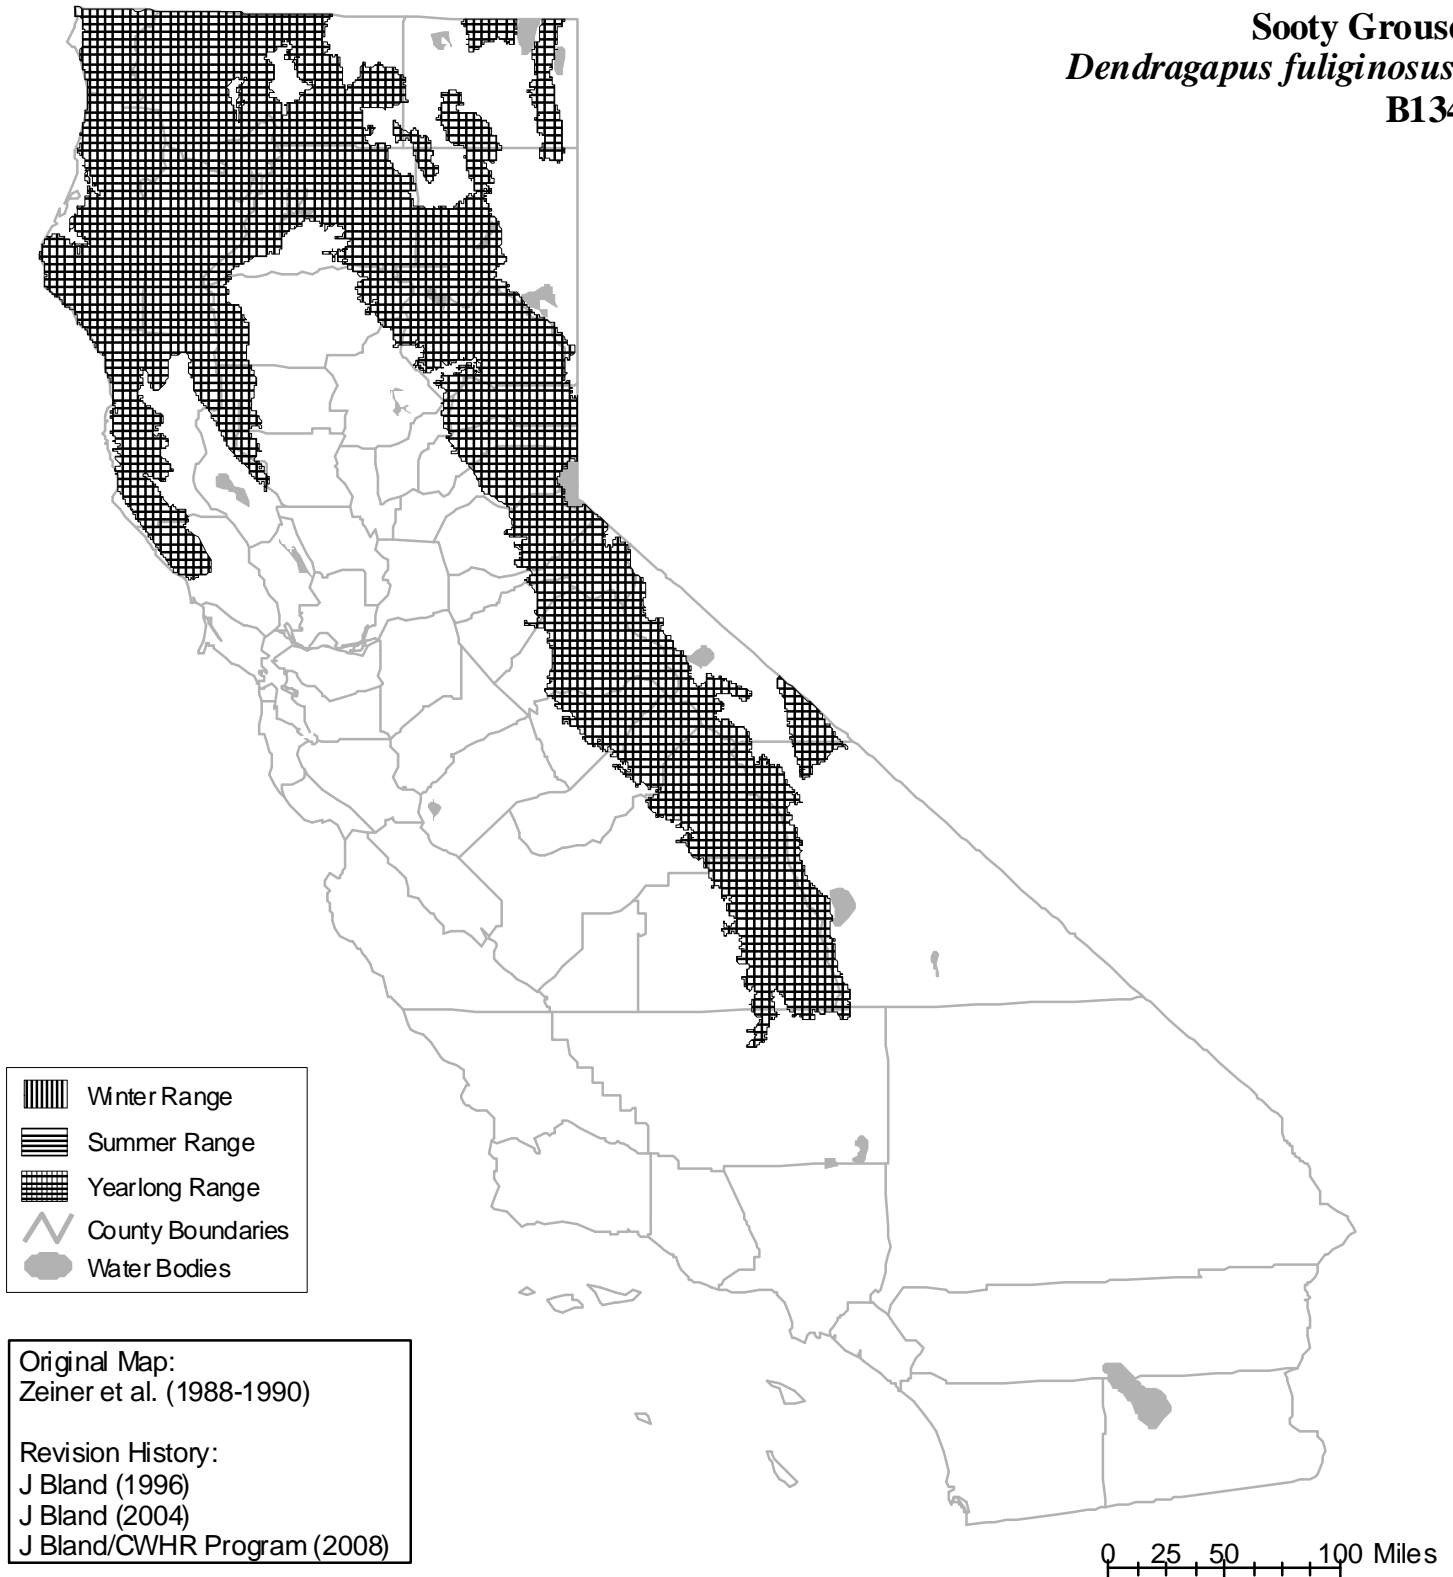 Sooty Grouse
Dendragapus fuliginosus
B134
Winter Range
Summer Range
Yearlong Range
County Boundaries
Water Bodies
Original Map:
Zeiner et al. (1988-1990)
Revision History:
J Bland (1996)
J Bland (2004)
J Bland/CWHR Program (2008)
0 25 50 100 Miles